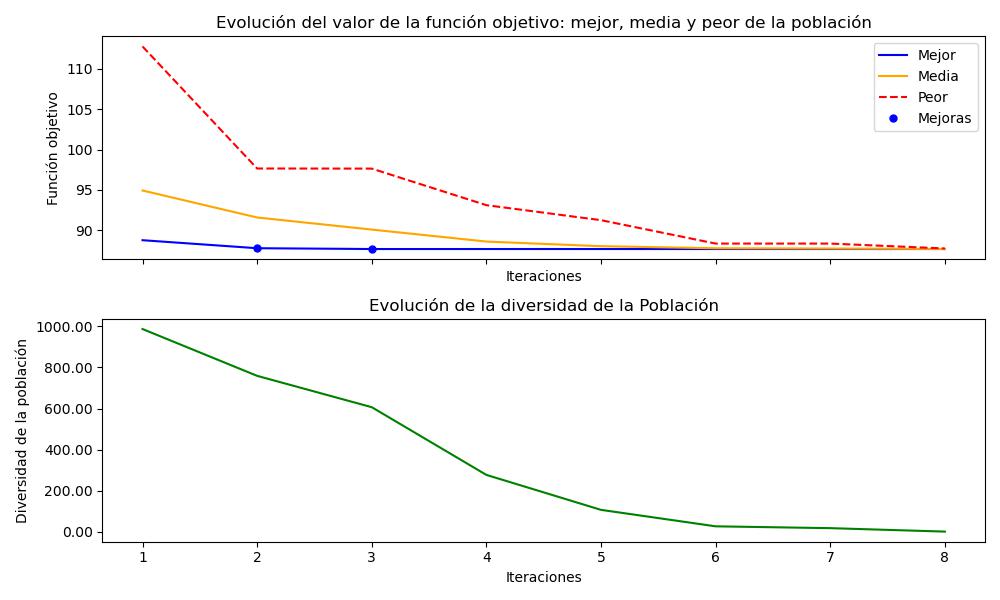 Evolución del valor de la función objetivo: mejor, media y peor de la población
Función objetivo
110
105
100
95
90
Mejor
Media
Peor
Mejoras
Iteraciones
Evolución de la diversidad de la Población
Diversidad de la población
1000.00
800.00
600.00
400.00
200.00
0.00
1 2 3 4 5 6 7 8
Iteraciones